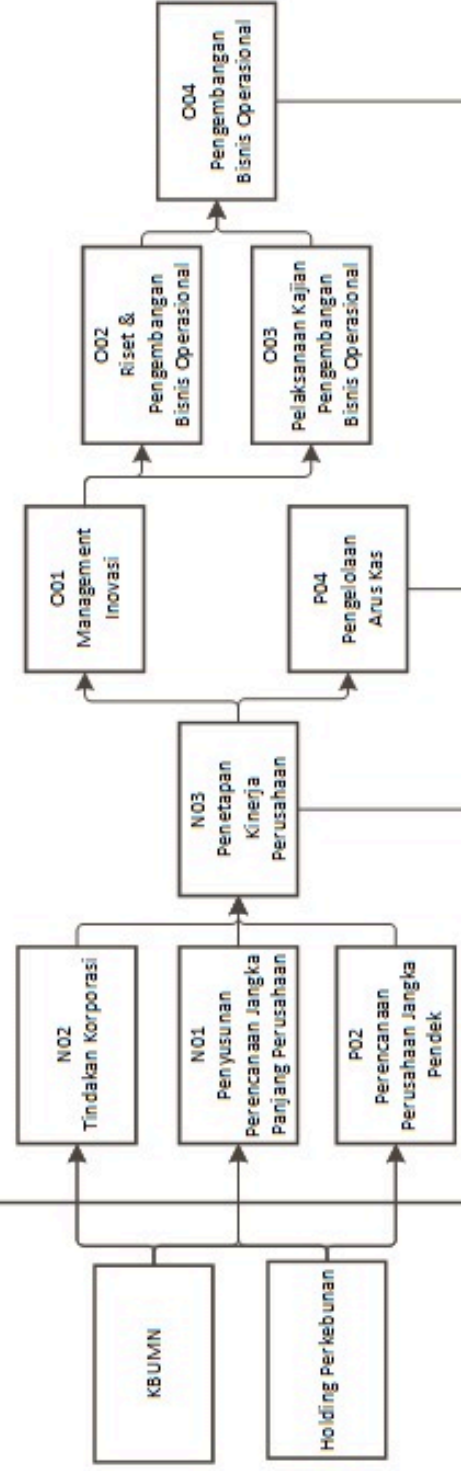 KBUMN
Holding Perkebunan
N02
Tindakan Korporasi
N01
Penyusunan
Perencanaan Jangka
Panjang Perusahaan
P02
Perencanaan
Perusahaan Jangka
Pendek
N03
Penetapan
Kinerja
Perusahaan
O01
Management
Inovasi
P04
Pengelolaan
Arus Kas
O02
Riset &
Pengembangan
Bisnis Operasional
O03
Pelaksanaan Kajian
Pengembangan
Bisnis Operasional
O04
Pengembangan
Bisnis Operasional